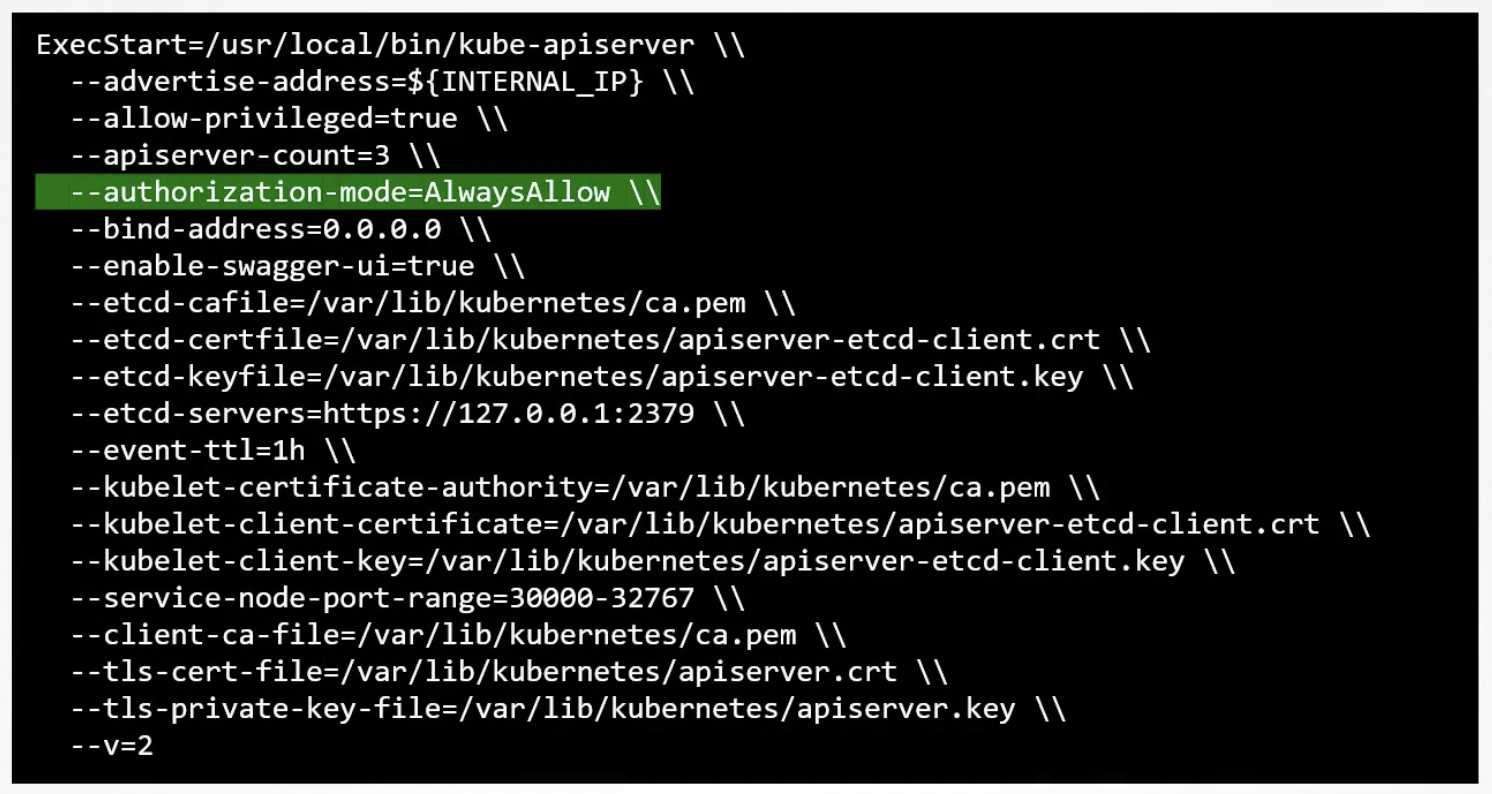 ExecStart=/usr/local/bin/kube-apiserver \\
--advertise-address=${INTERNAL_IP} \\
--allow-privileged=true \\
--apiserver-count=3 \\
--authorization-mode=AlwaysAllow \\
--bind-address=0.0.0.0 \\
--enable-swagger-ui=true \\
--etcd-cafile=/var/lib/kubernetes/ca.pem \\
--etcd-certfile=/var/lib/kubernetes/apiserver-etcd-client.crt \\
--etcd-keyfile=/var/lib/kubernetes/apiserver-etcd-client.key \\
--etcd-servers=https://127.0.0.1:2379 \\
--event-ttl=1h \\
--kubelet-certificate-authority=/var/lib/kubernetes/ca.pem \\
--kubelet-client-certificate=/var/lib/kubernetes/apiserver-etcd-client.crt \\
--kubelet-client-key=/var/lib/kubernetes/apiserver-etcd-client.key \\
--service-node-port-range=30000-32767 \\
--client-ca-file=/var/lib/kubernetes/ca.pem \\
--tls-cert-file=/var/lib/kubernetes/apiserver.crt \\
--tls-private-key-file=/var/lib/kubernetes/apiserver.key \\
--v=2